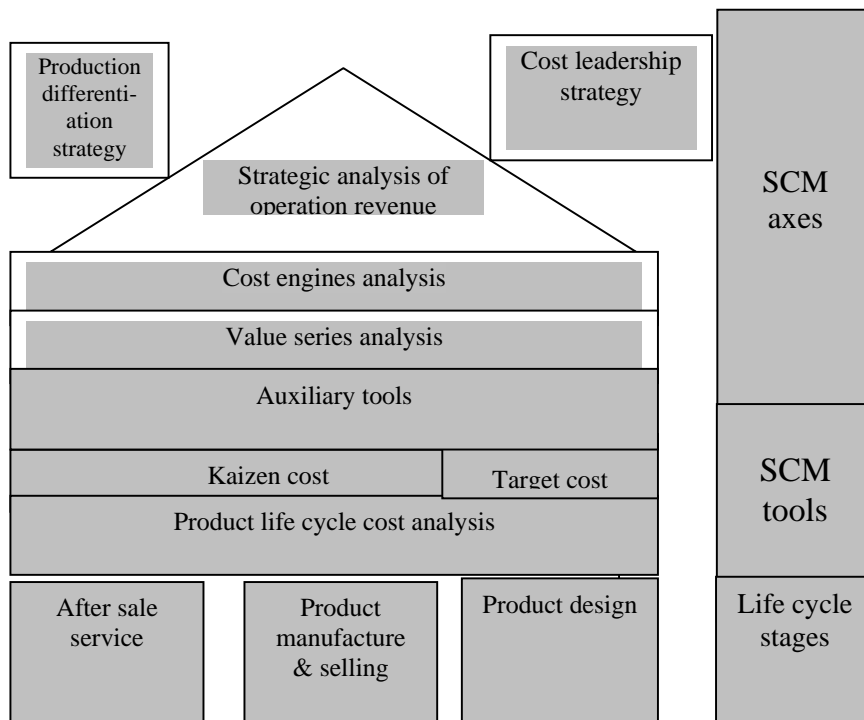 Production
differenti-
ation
strategy
Cost leadership
strategy
Strategic analysis of
operation revenue
SCM
axes
Cost engines analysis
Value series analysis
Auxiliary tools
Kaizen cost
Target cost
SCM
tools
Product life cycle cost analysis
After sale
service
Product
manufacture
& selling
Product design
Life cycle
stages